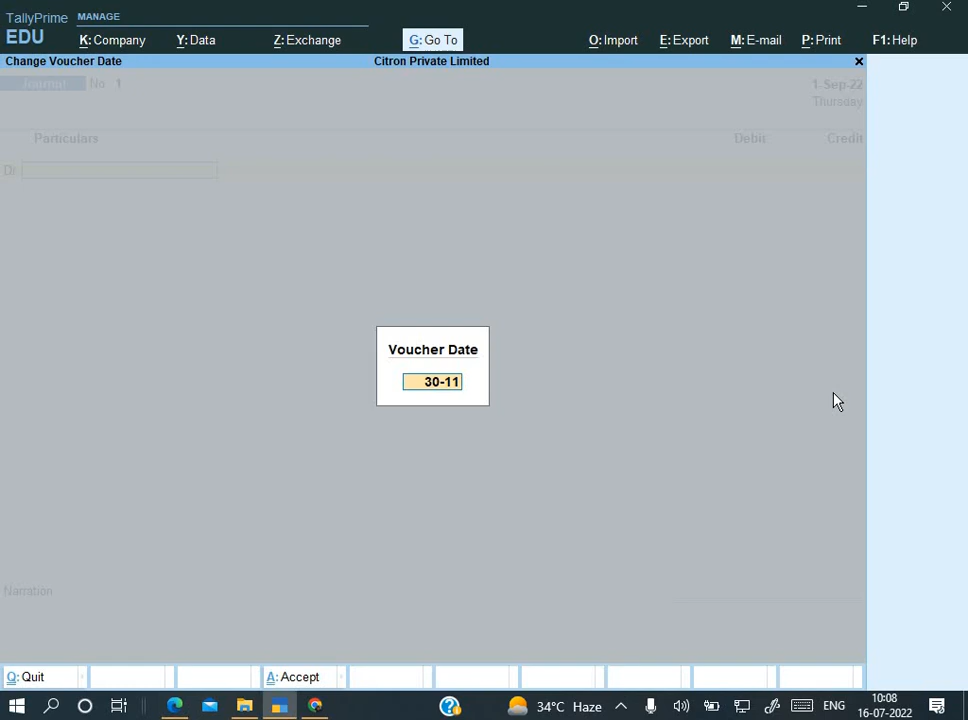 TallyPrime MANAGE
EDU K: Company Y: Data Z: Exchange G: Go To O: Import E: Export M: E-mail P: Print F1: Help
Change Voucher Date Citron Private Limited
Journal No. 1 1-Sep-22
Thursday
Particulars Debit Credit
Dr
Voucher Date
30-11
Narration
Q: Quit A: Accept
34°C Haze ENG 10:08
16-07-2022